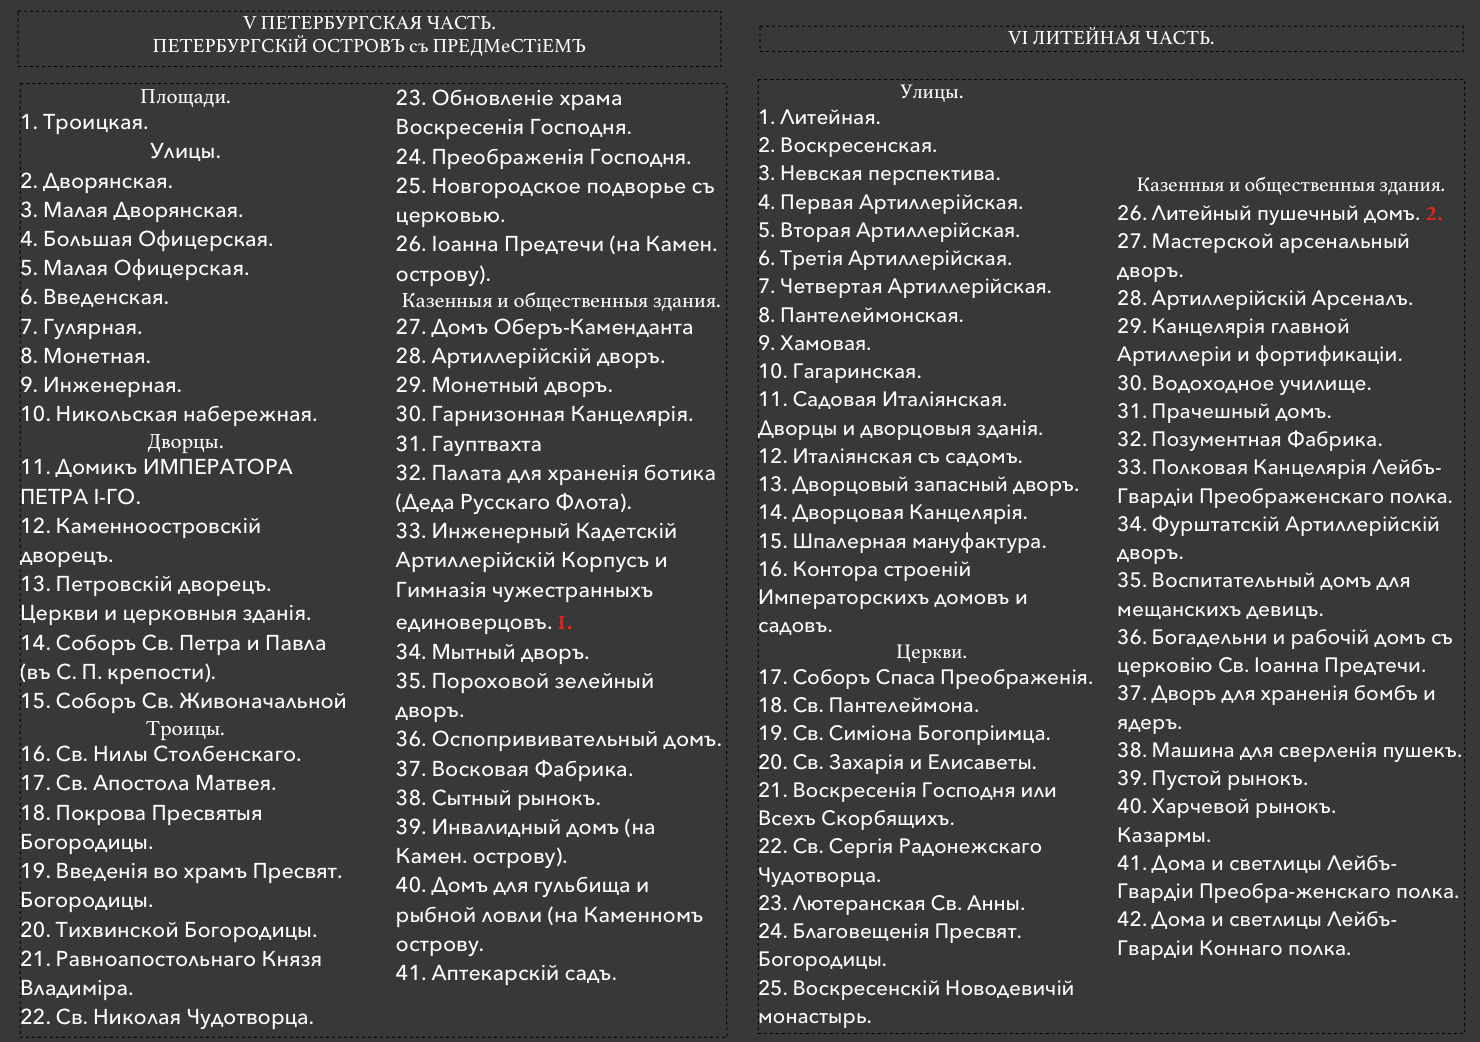 V ПЕТЕРБУРГСКАЯ ЧАСТЬ.
ПЕТЕРБУРГСКіЙ ОСТРОВЪ съ ПРЕДМеСТіЕМЪ
Площади.
1. Троицкая.
Улицы.
2. Дворянская.
3. Малая Дворянская.
4. Большая Офицерская.
5. Малая Офицерская.
6. Введенская.
7. Гулярная.
8. Монетная.
9. Инженерная.
10. Никольская набережная.
Дворцы.
11. Домикъ ИМПЕРАТОРА
ПЕТРА I-ГО.
12. Каменноостровскій
дворецъ.
13. Петровскій дворецъ.
Церкви и церковныя зданія.
14. Соборъ Св. Петра и Павла
(въ С. П. крепости).
15. Соборъ Св. Живоначальной
Троицы.
16. Св. Нилы Столбенскаго.
17. Св. Апостола Матвея.
18. Покрова Пресвятыя
Богородицы.
19. Введенія во храмъ Пресвят.
Богородицы.
20. Тихвинской Богородицы.
21. Равноапостольнаго Князя
Владиміра.
22. Св. Николая Чудотворца.
23. Обновленіе храма
Воскресенія Господня.
24. Преображенія Господня.
25. Новгородское подворье съ
церковью.
26. Іоанна Предтечи (на Камен.
острову).
Казенныя и общественныя здания.
27. Домъ Оберъ-Каменданта
28. Артиллерійскій дворъ.
29. Монетный дворъ.
30. Гарнизонная Канцелярія.
31. Гауптвахта
32. Палата для храненія ботика
(Деда Русскаго Флота).
33. Инженерный Кадетскій
Артиллерійскій Корпусъ и
Гимназія чужестранныхъ
единоверцовъ. 1.
34. Мытный дворъ.
35. Пороховой зелейный
дворъ.
36. Оспопрививательный домъ.
37. Восковая Фабрика.
38. Сытный рынокъ.
39. Инвалидный домъ (на
Камен. острову).
40. Домъ для гульбища и
рыбной ловли (на Каменномъ
острову.
41. Аптекарскій садъ.
VI ЛИТЕЙНАЯ ЧАСТЬ.
Улицы.
1. Литейная.
2. Воскресенская.
3. Невская перспектива.
4. Первая Артиллерійская.
5. Вторая Артиллерійская.
6. Третія Артиллерійская.
7. Четвертая Артиллерійская.
8. Пантелеймонская.
9. Хамовая.
10. Гагаринская.
11. Садовая Италіянская.
Дворцы и дворцовыя зданія.
12. Италіянская съ садомъ.
13. Дворцовый запасный дворъ.
14. Дворцовая Канцелярія.
15. Шпалерная мануфактура.
16. Контора строеній
Императорскихъ домовъ и
садовъ.
Церкви.
17. Соборъ Спаса Преображенія.
18. Св. Пантелеймона.
19. Св. Симіона Богопріимца.
20. Св. Захарія и Елисаветы.
21. Воскресенія Господня или
Всехъ Скорбящихъ.
22. Св. Сергія Радонежскаго
Чудотворца.
23. Лютеранская Св. Анны.
24. Благовещенія Пресвят.
Богородицы.
25. Воскресенскій Новодевичій
монастырь.
Казенныя и общественныя здания.
26. Литейный пушечный домъ. 2.
27. Мастерской арсенальный
дворъ.
28. Артиллерійскій Арсеналъ.
29. Канцелярія главной
Артиллеріи и фортификаціи.
30. Водоходное училище.
31. Прачешный домъ.
32. Позументная Фабрика.
33. Полковая Канцелярія Лейбъ-
Гвардіи Преображенскаго полка.
34. Фурштатскій Артиллерійскій
дворъ.
35. Воспитательный домъ для
мещанскихъ девицъ.
36. Богадельни и рабочій домъ съ
церковію Св. Іоанна Предтечи.
37. Дворъ для храненія бомбъ и
ядеръ.
38. Машина для сверленія пушекъ.
39. Пустой рынокъ.
40. Харчевой рынокъ.
Казармы.
41. Дома и светлицы Лейбъ-
Гвардіи Преобра-женскаго полка.
42. Дома и светлицы Лейбъ-
Гвардіи Коннаго полка.